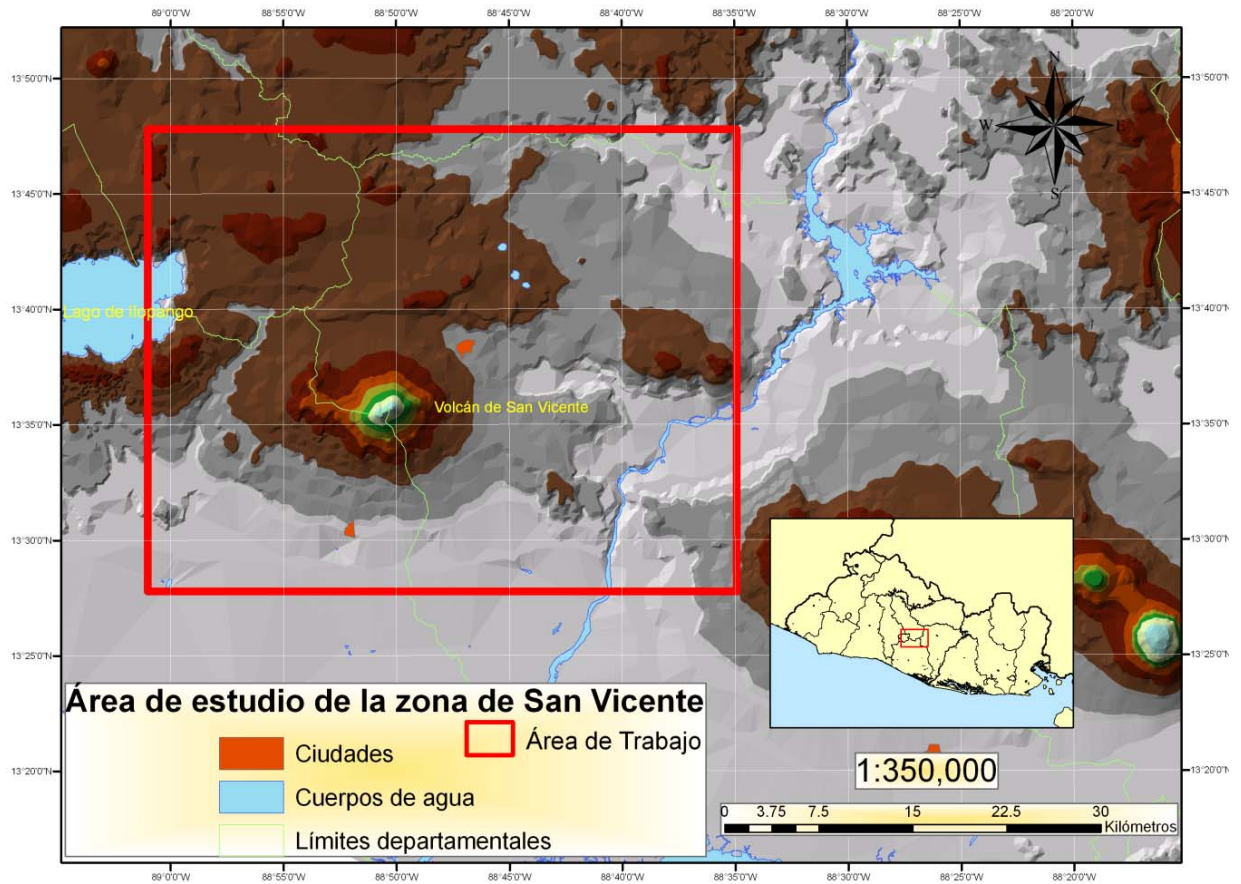 89°0'0"W 88°55'0"W 88°50'0"W 88°45'0"W 88°40'0"W 88°35'0"W 88°30'0"W 88°25'0"W 88°20'0"W
13°50'0"N 13°50'0"N
N
W E
S
13°45'0"N 13°45'0"N
13°40'0"N 13°40'0"N
Lago de Ilopango
Volcán de San Vicente
13°35'0"N 13°35'0"N
13°30'0"N 13°30'0"N
13°25'0"N 13°25'0"N
13°20'0"N 13°20'0"N
Área de estudio de la zona de San Vicente
Ciudades
Área de Trabajo
Cuerpos de agua
Límites departamentales
1:350,000
0 3.75 7.5 15 22.5 30
Kilómetros
89°0'0"W 88°55'0"W 88°50'0"W 88°45'0"W 88°40'0"W 88°35'0"W 88°30'0"W 88°25'0"W 88°20'0"W